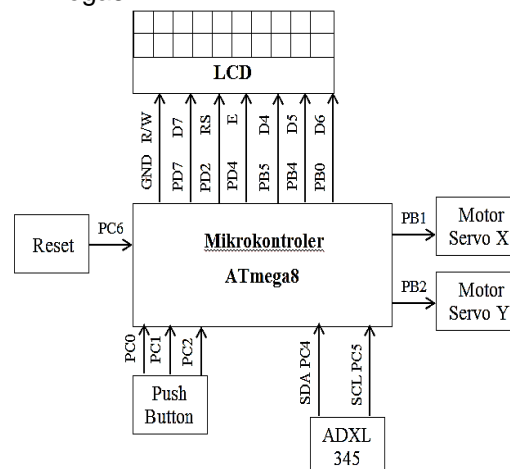 LCD
GND R/W
PD7 D7
PD2 RS
PD4 E
PB5 D4
PB4 D5
PB0 D6
Reset
PC6
Mikrokontroler
ATmega8
PB1
Motor
Servo X
PB2
Motor
Servo Y
PC0
PC1
PC2
Push
Button
SDA PC4
SCL PC5
ADXL
345